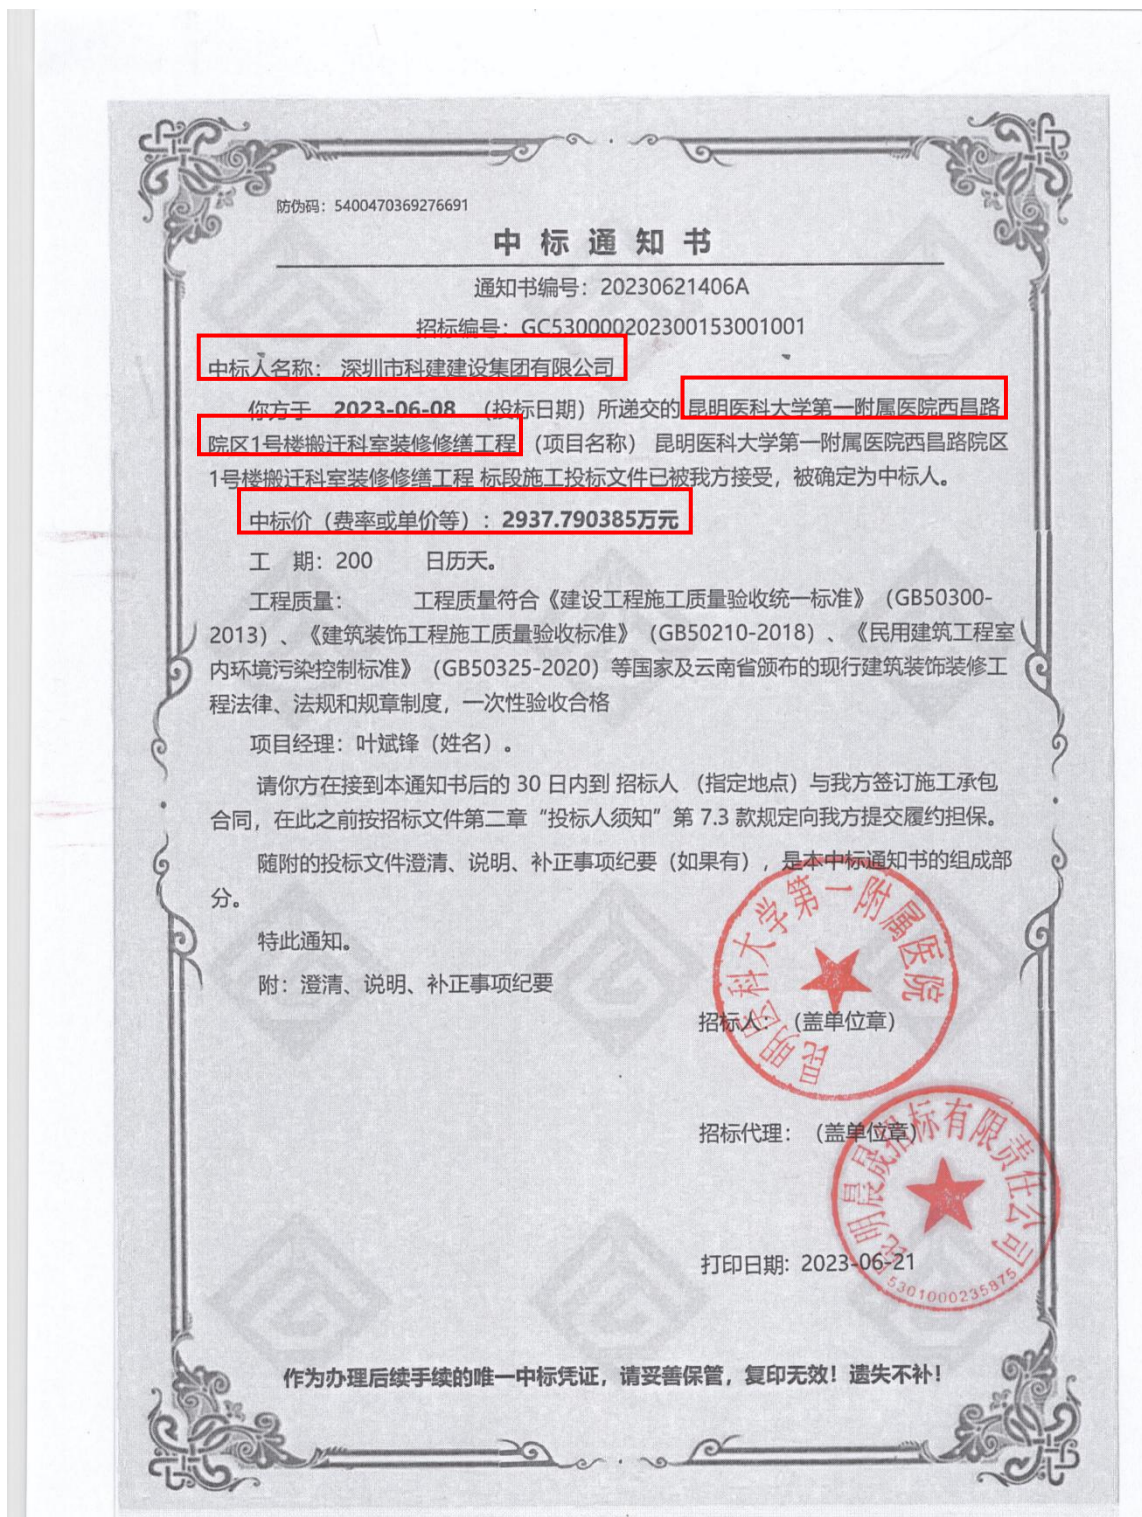 防伪码：5400470369276691
中 标 通 知 书
通知书编号：20230621406A
招标编号：GC530000202300153001001
中标人名称： 深圳市科建建设集团有限公司
你方于 2023-06-08 （投标日期）所递交的 昆明医科大学第一附属医院西昌路
院区1号楼搬迁科室装修修缮工程 （项目名称） 昆明医科大学第一附属医院西昌路院区
1号楼搬迁科室装修修缮工程 标段施工投标文件已被我方接受，被确定为中标人。
中标价（费率或单价等）：2937.790385万元
工 期：200 日历天。
工程质量： 工程质量符合《建设工程施工质量验收统一标准》（GB50300-
2013）、《建筑装饰工程施工质量验收标准》（GB50210-2018）、《民用建筑工程室
内环境污染控制标准》（GB50325-2020）等国家及云南省颁布的现行建筑装饰装修工
程法律、法规和规章制度，一次性验收合格
项目经理：叶斌锋（姓名）。
请你方在接到本通知书后的 30 日内到 招标人 （指定地点）与我方签订施工承包
合同，在此之前按招标文件第二章“投标人须知”第 7.3 款规定向我方提交履约担保。
随附的投标文件澄清、说明、补正事项纪要（如果有），是本中标通知书的组成部
分。
特此通知。
附：澄清、说明、补正事项纪要
昆明医科大学第一附属医院
招标人：（盖单位章）
招标代理：（盖单位章）
昆明晨晟招标有限责任公司
5301000235875
打印日期：2023-06-21
作为办理后续手续的唯一中标凭证，请妥善保管，复印无效！遗失不补！